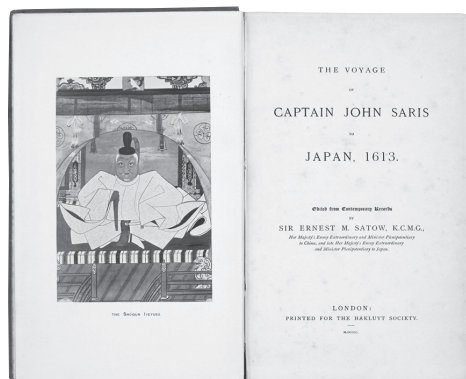 THE SHOGUN IYEYASU.
THE VOYAGE
OF
CAPTAIN JOHN SARIS
TO
JAPAN, 1613.
Edited from Contemporary Records
BY
SIR ERNEST M. SATOW, K.C.M.G.,
Her Majesty's Envoy Extraordinary and Minister Plenipotentiary
to China, and late Her Majesty's Envoy Extraordinary
and Minister Plenipotentiary to Japan.
LONDON:
PRINTED FOR THE HAKLUYT SOCIETY.